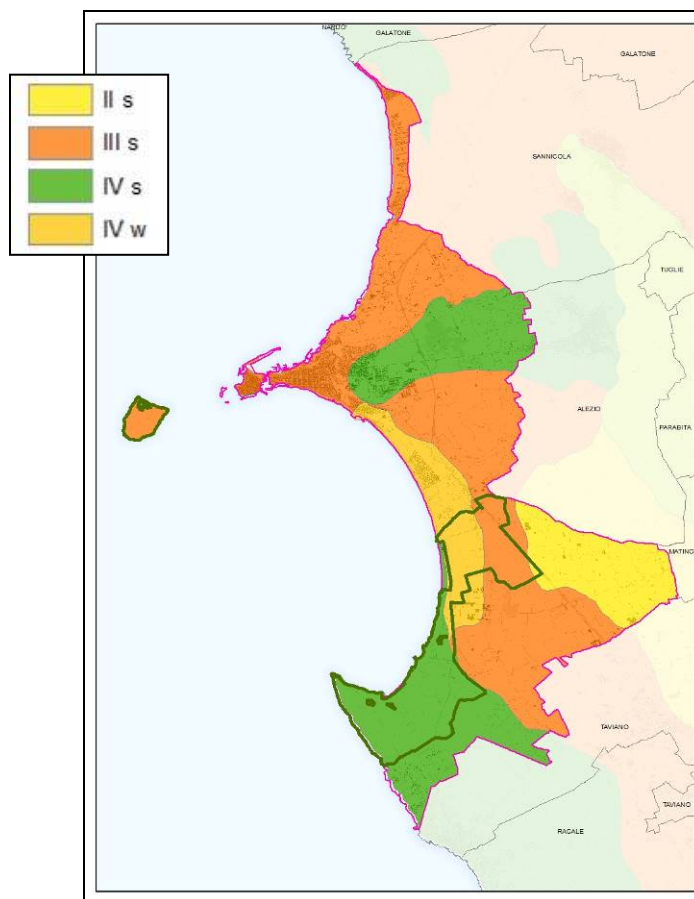 NARDO'
GALATONE
GALATONE
II s
III s
IV s
IV w
SANNICOLA
TUGLIE
ALEZIO
PARABITA
MATINO
TAVIANO
TAVIANO
RACALE